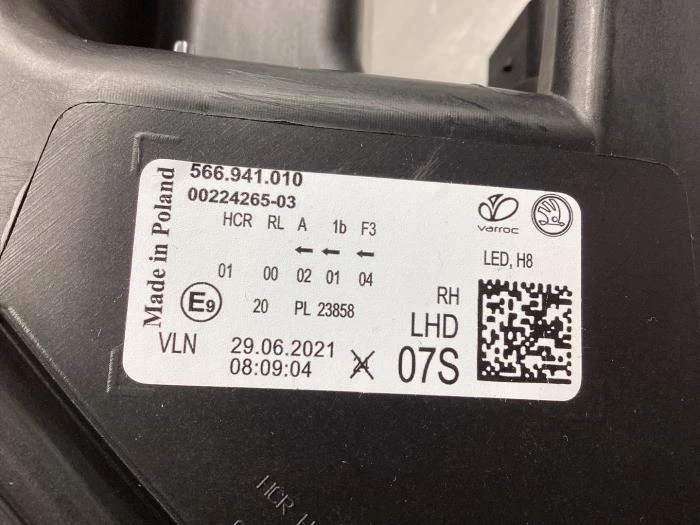 Made in Poland
566.941.010
00224265-03
HCR RL A 1b F3
← ← ←
01 00 02 01 04
E9 20 PL 23858
VLN 29.06.2021
08:09:04
varroc
LED, H8
RH
LHD
07S
HCR